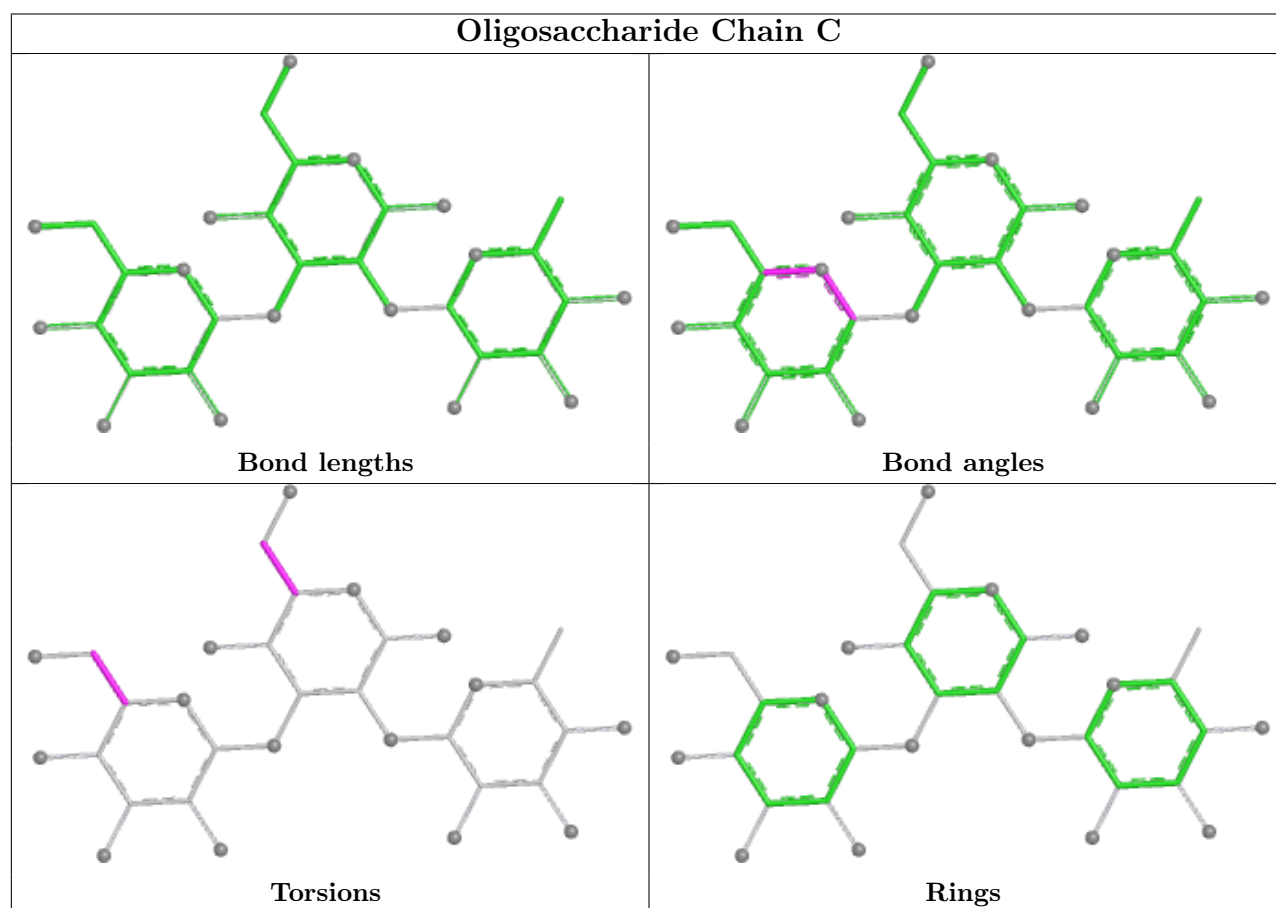 Oligosaccharide Chain C
Bond lengths
Bond angles
Torsions
Rings